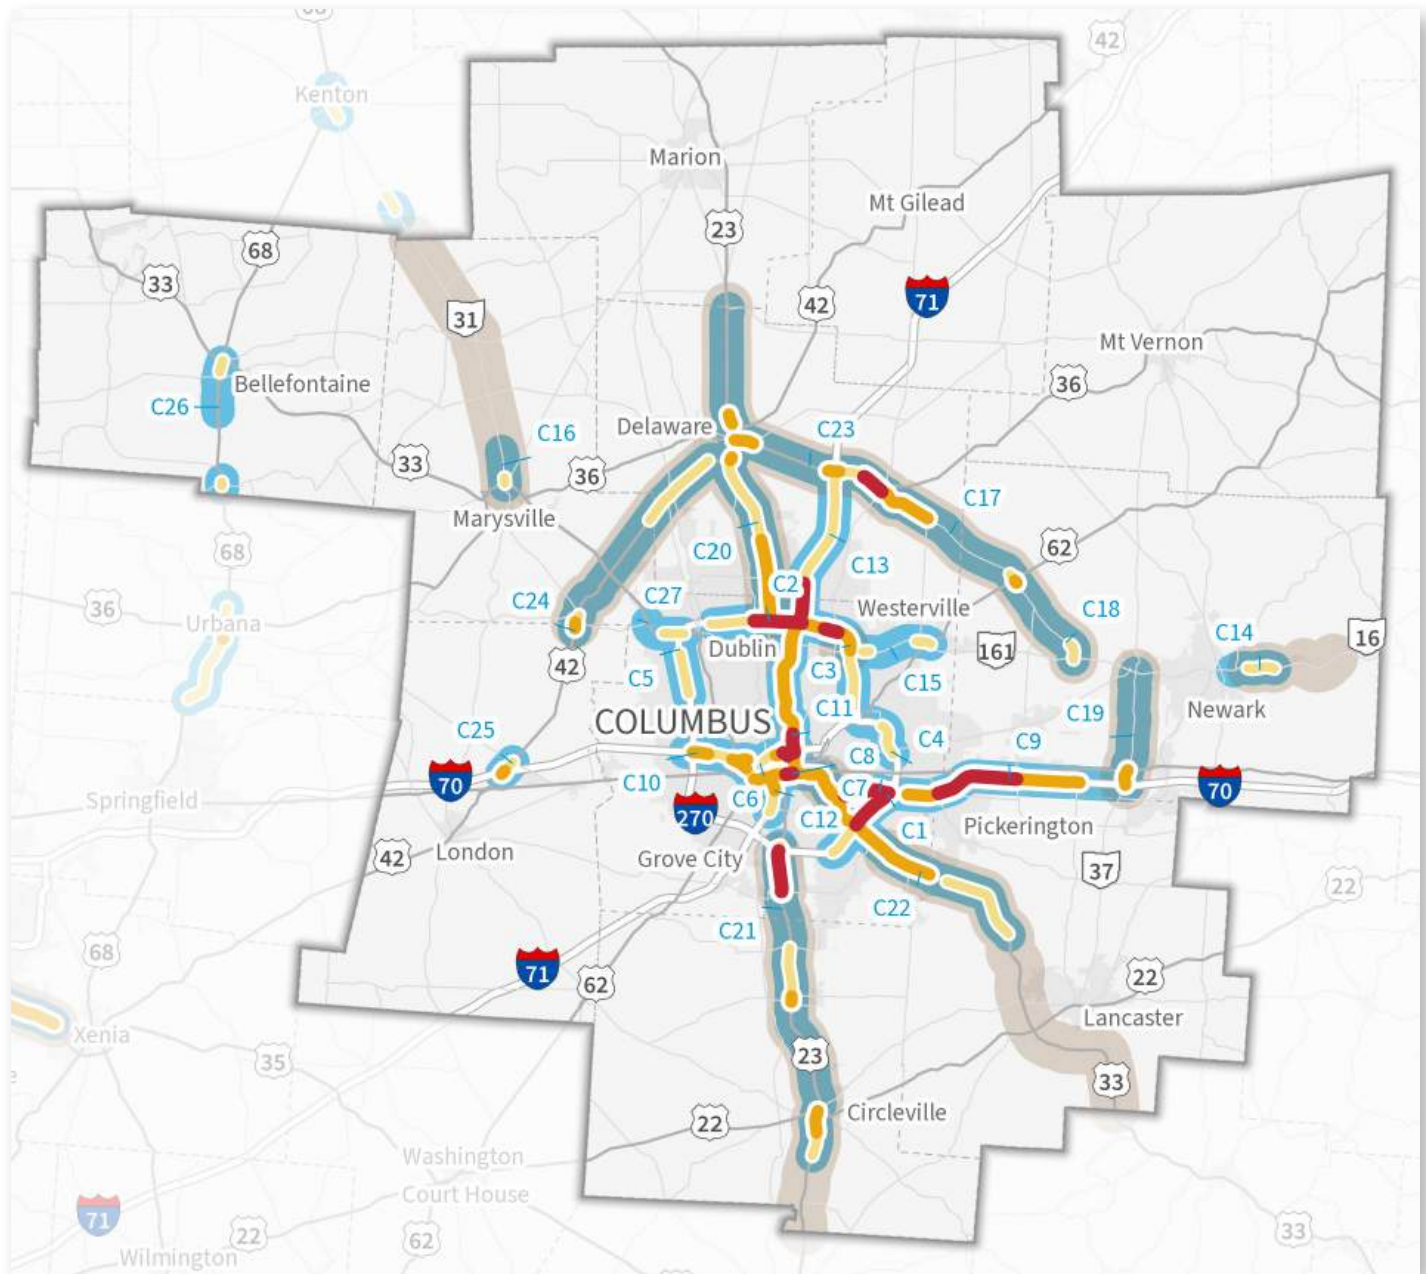 68
42
Kenton
Marion
Mt Gilead
23
68
33
42
71
31
Mt Vernon
36
Bellefontaine
C26
Delaware
C23
C16
33
36
C17
Marysville
62
68
C20
C13
C2
36
C24
C27
Westerville
C18
Urbana
Dublin
161
C14
16
42
C5
C3
C15
COLUMBUS
C11
C19
Newark
C25
C4
C9
C8
70
C10
C7
70
Springfield
C6
270
C12
C1
Pickerington
42
London
Grove City
37
22
C22
C21
68
71
62
22
Lancaster
Xenia
35
23
33
e
22
Circleville
Washington
Court House
71
22
62
33
Wilmington